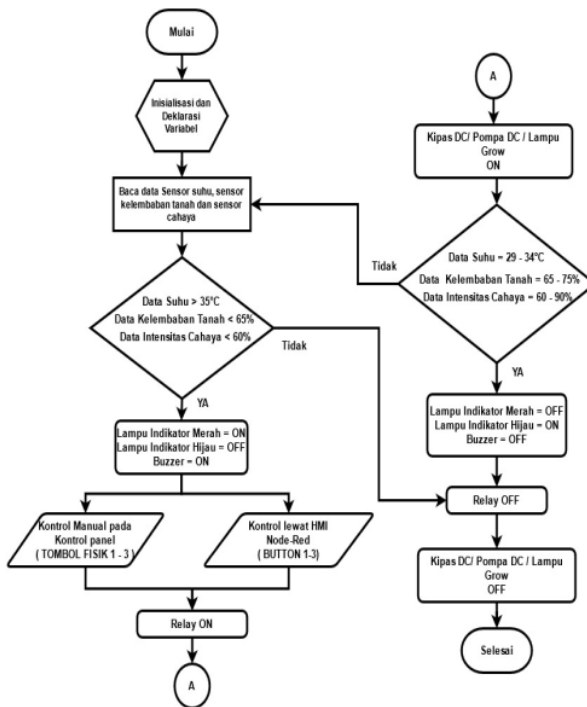 Mulai
Inisialisasi dan
Deklarasi
Variabel
Baca data Sensor suhu, sensor
kelembaban tanah dan sensor
cahaya
Data Suhu > 35°C
Data Kelembaban Tanah < 65%
Data Intensitas Cahaya < 60%
Tidak
YA
Lampu Indikator Merah = ON
Lampu Indikator Hijau = OFF
Buzzer = ON
Kontrol Manual pada
Kontrol panel
( TOMBOL FISIK 1 - 3 )
Kontrol lewat HMI
Node-Red
( BUTTON 1-3)
Relay ON
A
A
Kipas DC/ Pompa DC / Lampu
Grow
ON
Data Suhu = 29 - 34°C
Data Kelembaban Tanah = 65 - 75%
Data Intensitas Cahaya = 60 - 90%
Tidak
YA
Lampu Indikator Merah = OFF
Lampu Indikator Hijau = ON
Buzzer = OFF
Relay OFF
Kipas DC/ Pompa DC / Lampu
Grow
OFF
Selesai